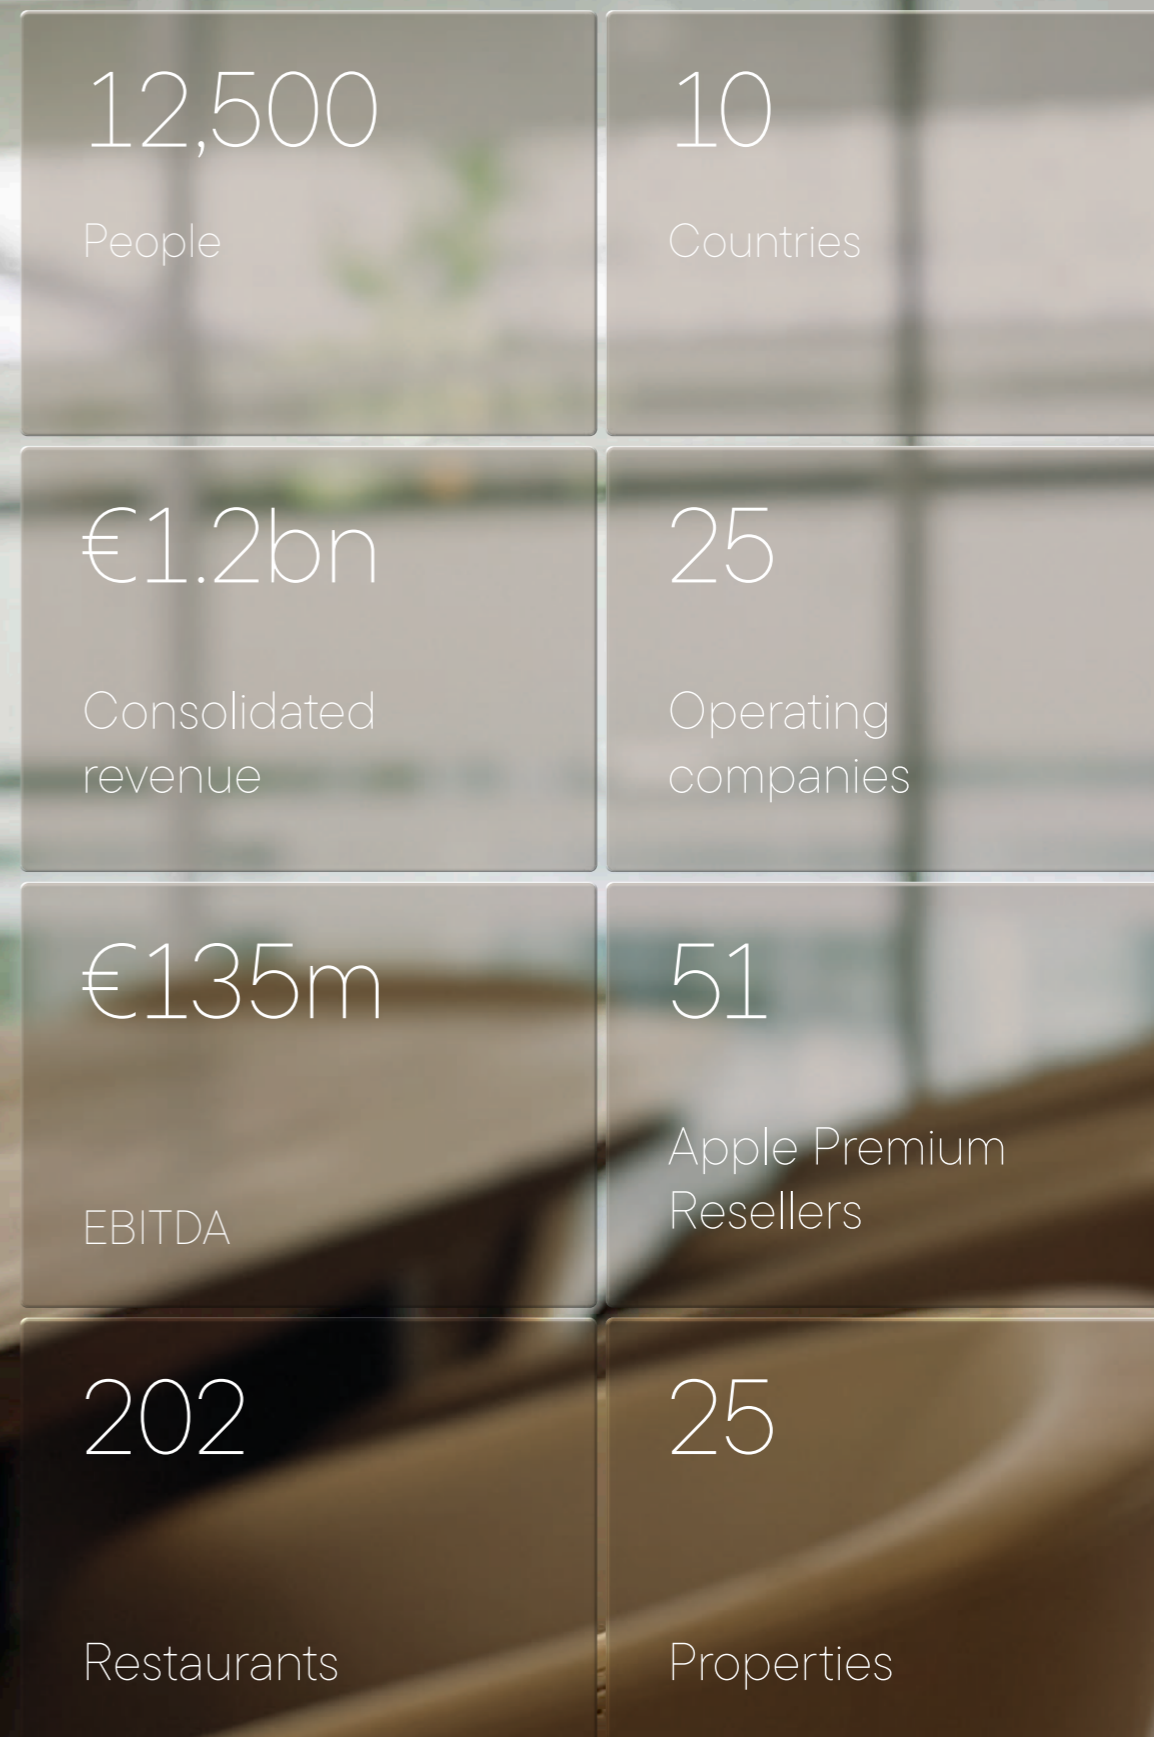 12,500
People
10
Countries
€1.2bn
Consolidated
revenue
25
Operating
companies
€135m
EBITDA
51
Apple Premium
Resellers
202
Restaurants
25
Properties